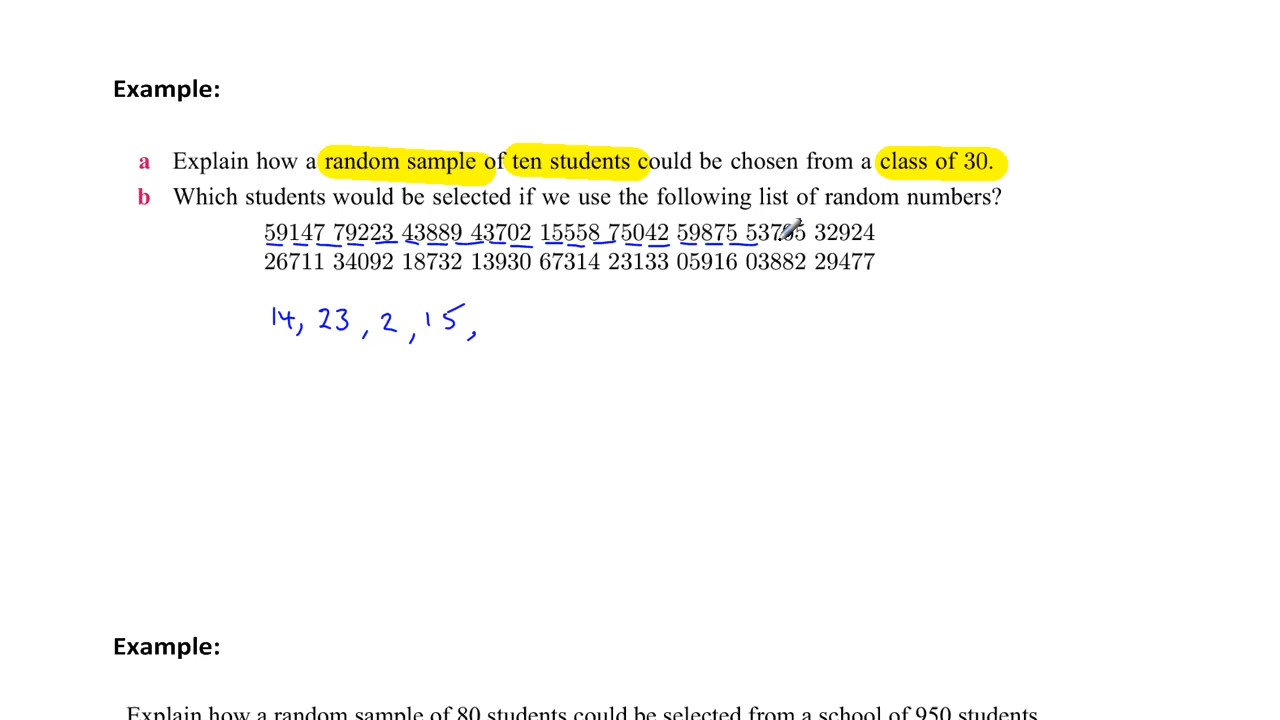 Example:
a Explain how a random sample of ten students could be chosen from a class of 30.
b Which students would be selected if we use the following list of random numbers?
59147 79223 43889 43702 15558 75042 59875 32924
26711 34092 18732 13930 67314 23133 05916 03882 29477
14, 23, 2, 15,
Example:
Explain how a random sample of 80 students could be selected from a school of 950 students